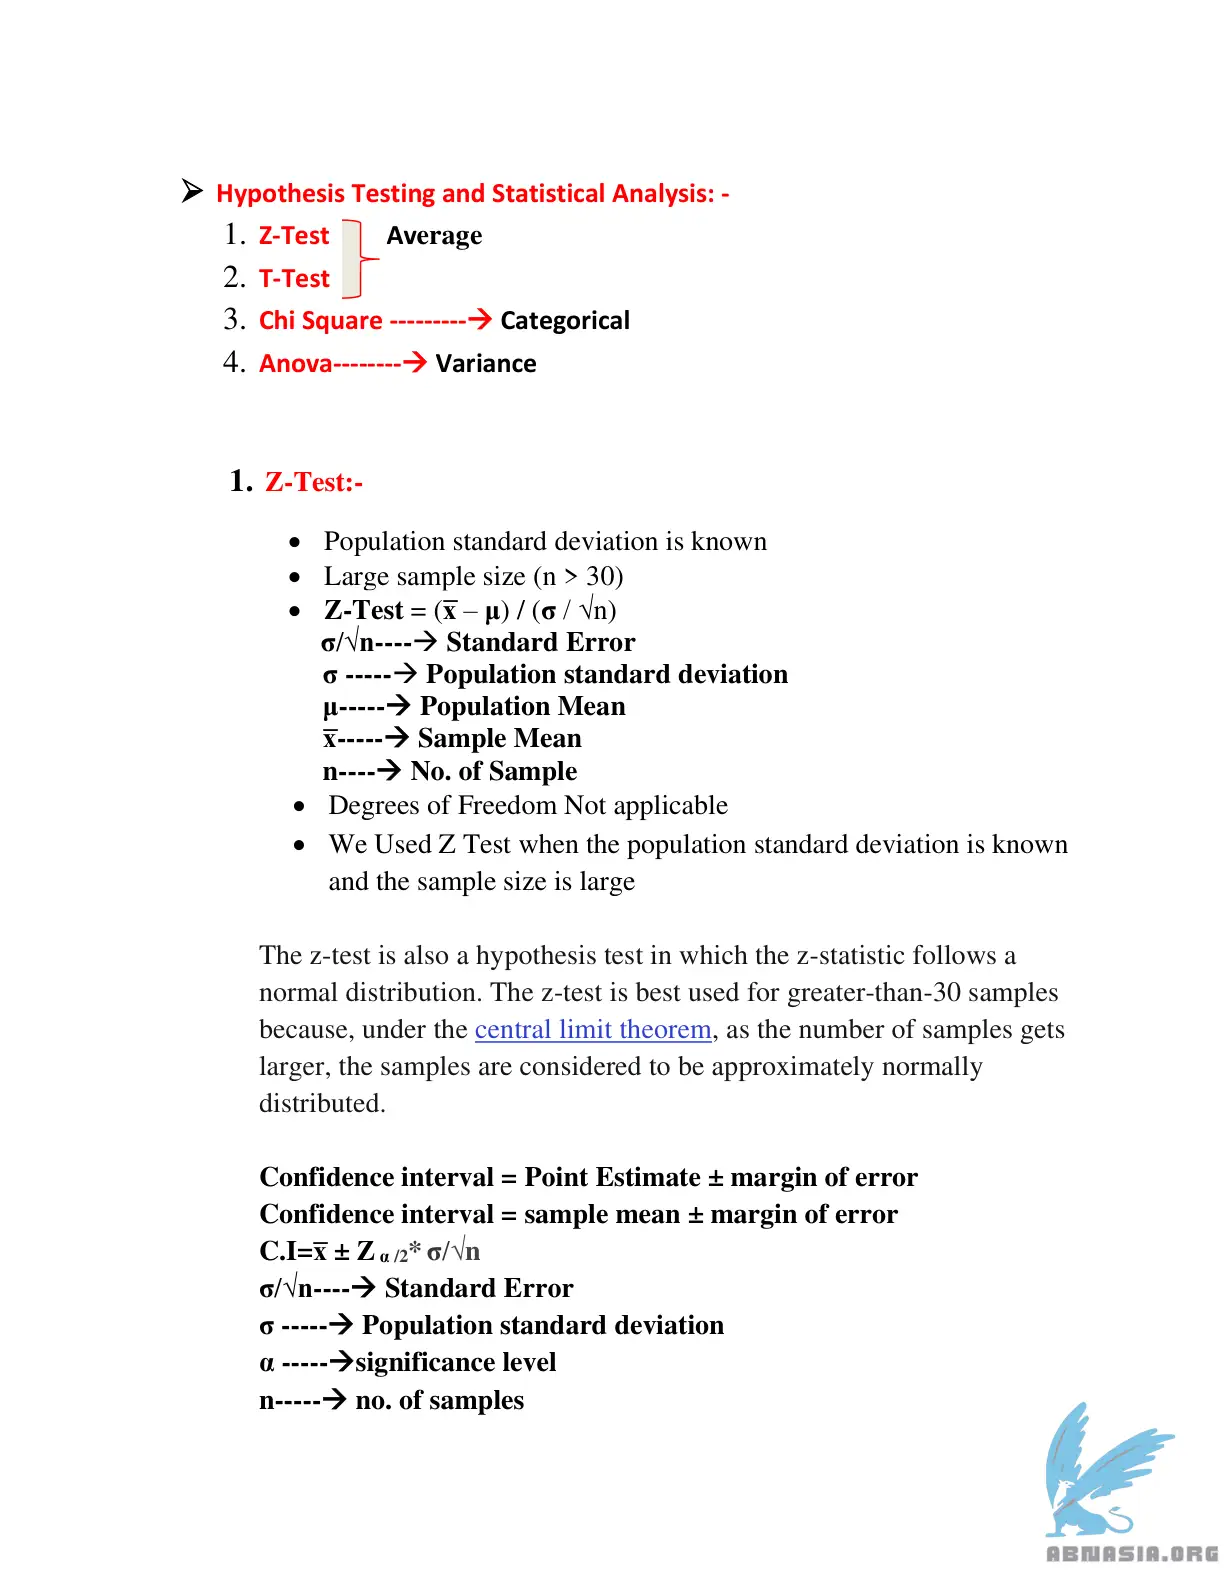 ➢ Hypothesis Testing and Statistical Analysis: -
1. Z-Test Average
2. T-Test
3. Chi Square ---------→ Categorical
4. Anova--------→ Variance
1. Z-Test:-
• Population standard deviation is known
• Large sample size (n > 30)
• Z-Test = (x̅ – μ) / (σ / √n)
σ/√n----→ Standard Error
σ -----→ Population standard deviation
μ-----→ Population Mean
x̅-----→ Sample Mean
n----→ No. of Sample
• Degrees of Freedom Not applicable
• We Used Z Test when the population standard deviation is known
and the sample size is large
The z-test is also a hypothesis test in which the z-statistic follows a
normal distribution. The z-test is best used for greater-than-30 samples
because, under the central limit theorem, as the number of samples gets
larger, the samples are considered to be approximately normally
distributed.
Confidence interval = Point Estimate ± margin of error
Confidence interval = sample mean ± margin of error
C.I=x̅ ± Z α /2* σ/√n
σ/√n----→ Standard Error
σ -----→ Population standard deviation
α -----→significance level
n-----→ no. of samples
ABNASIA.ORG